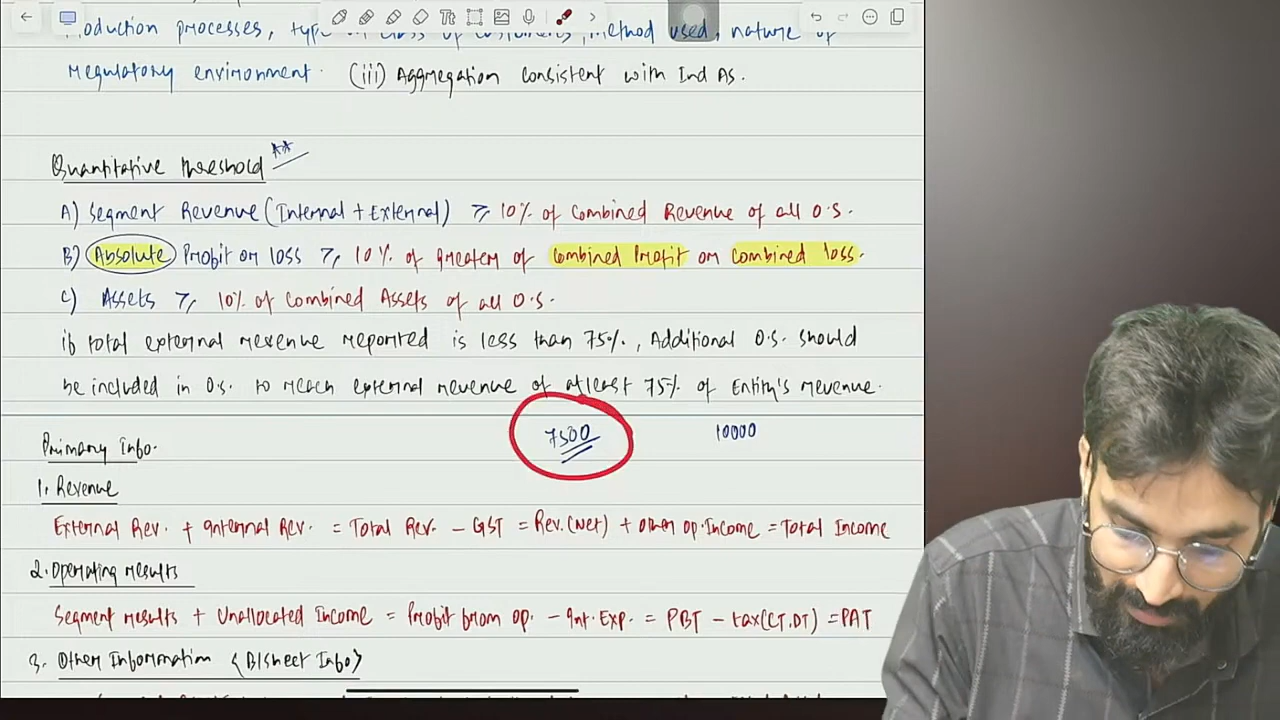 production processes, type or class of customers, method used, nature of
regulatory environment. (iii) Aggregation consistent with Ind As.
Quantitative threshold **
A) Segment Revenue (Internal + External) ≥ 10% of Combined Revenue of all O.S.
B) Absolute Profit or loss ≥ 10% of greater of Combined Profit or Combined loss.
C) Assets ≥ 10% of Combined Assets of all O.S.
if total external revenue reported is less than 75%, Additional O.S. should
be included in O.S. to reach external revenue of atleast 75% of Entity's revenue.
7500 10000
Primary Info.
1. Revenue
External Rev. + Internal Rev. = Total Rev. - GST = Rev.(Net) + Other op. Income = Total Income
2. Operating results
Segment results + Unallocated Income = Profit from op. - Int. Exp. = PBT - tax(CT.DT) = PAT
3. Other Information {B/Sheet Info}